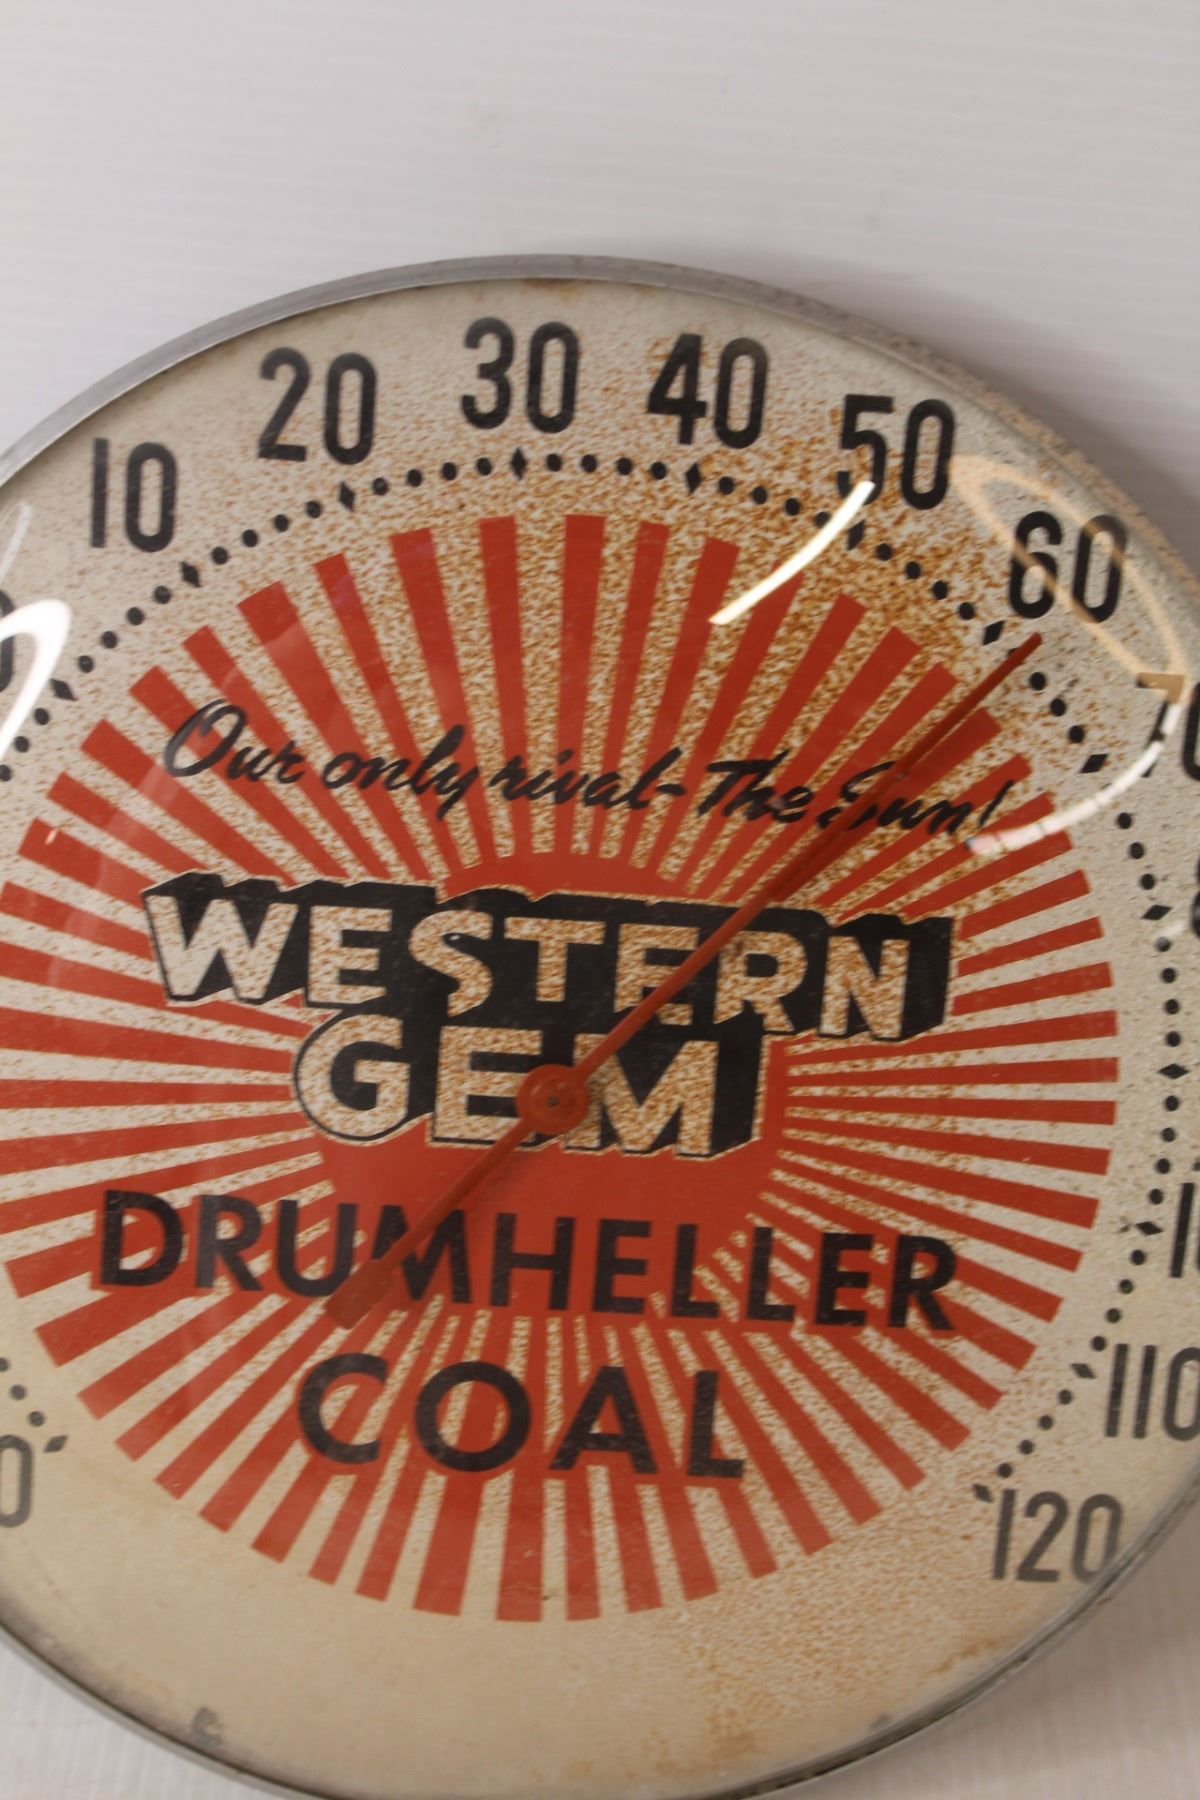 10 20 30 40 50 60
Our only rival - The Sun!
WESTERN
GEM
DRUMHELLER
COAL
110
120